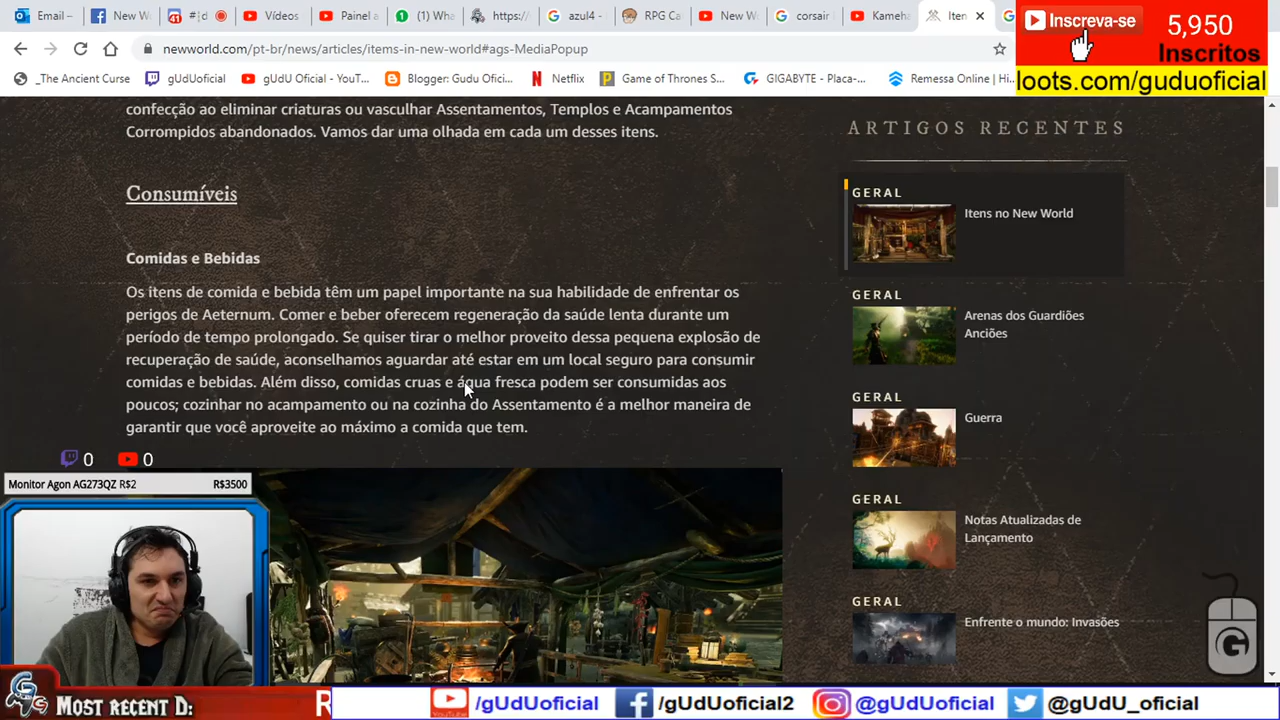 Email –
New W
#
d
Vídeos
Painel a
(1) Wha
https:/
azul4 -
RPG Ca
New Wo
corsair l
Kameha
Iten
newworld.com/pt-br/news/articles/items-in-new-world#ags-MediaPopup
Inscreva-se
5,950
Inscritos
loots.com/guduoficial
_The Ancient Curse
gUdUoficial
gUdU Oficial - YouT...
Blogger: Gudu Ofici...
Netflix
Game of Thrones S...
GIGABYTE - Placa-...
Remessa Online | Hi...
confecção ao eliminar criaturas ou vasculhar Assentamentos, Templos e Acampamentos
Corrompidos abandonados. Vamos dar uma olhada em cada um desses itens.
Consumíveis
Comidas e Bebidas
Os itens de comida e bebida têm um papel importante na sua habilidade de enfrentar os
perigos de Aeternum. Comer e beber oferecem regeneração da saúde lenta durante um
período de tempo prolongado. Se quiser tirar o melhor proveito dessa pequena explosão de
recuperação de saúde, aconselhamos aguardar até estar em um local seguro para consumir
comidas e bebidas. Além disso, comidas cruas e água fresca podem ser consumidas aos
poucos; cozinhar no acampamento ou na cozinha do Assentamento é a melhor maneira de
garantir que você aproveite ao máximo a comida que tem.
ARTIGOS RECENTES
GERAL
Itens no New World
GERAL
Arenas dos Guardiões
Anciões
GERAL
Guerra
GERAL
Notas Atualizadas de
Lançamento
GERAL
Enfrente o mundo: Invasões
0
0
Monitor Agon AG273QZ R$2
R$3500
G
Most recent D:
R
/gUdUoficial
/gUdUoficial2
@gUdUoficial
@gUdU_oficial